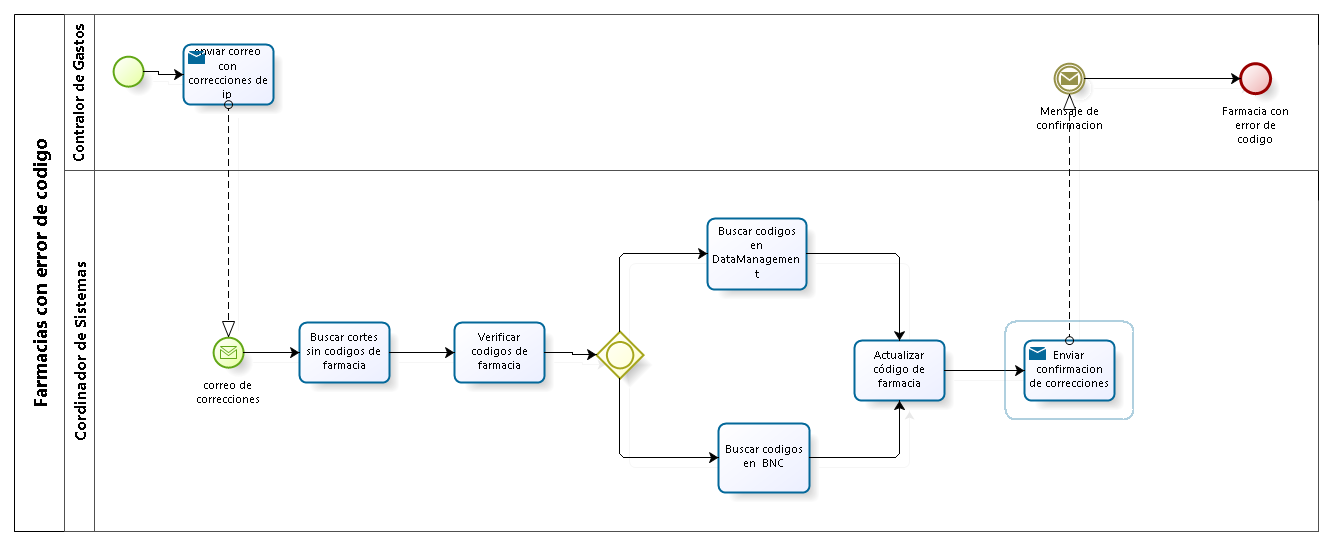 Farmacias con error de codigo
Contralor de Gastos
enviar correo
con
correcciones de
ip
Mensaje de
confirmacion
Farmacia con
error de
codigo
Cordinador de Sistemas
correo de
correcciones
Buscar cortes
sin codigos de
farmacia
Verificar
codigos de
farmacia
Buscar codigos
en
DataManagemen
t
Buscar codigos
en BNC
Actualizar
código de
farmacia
Enviar
confirmacion
de correcciones